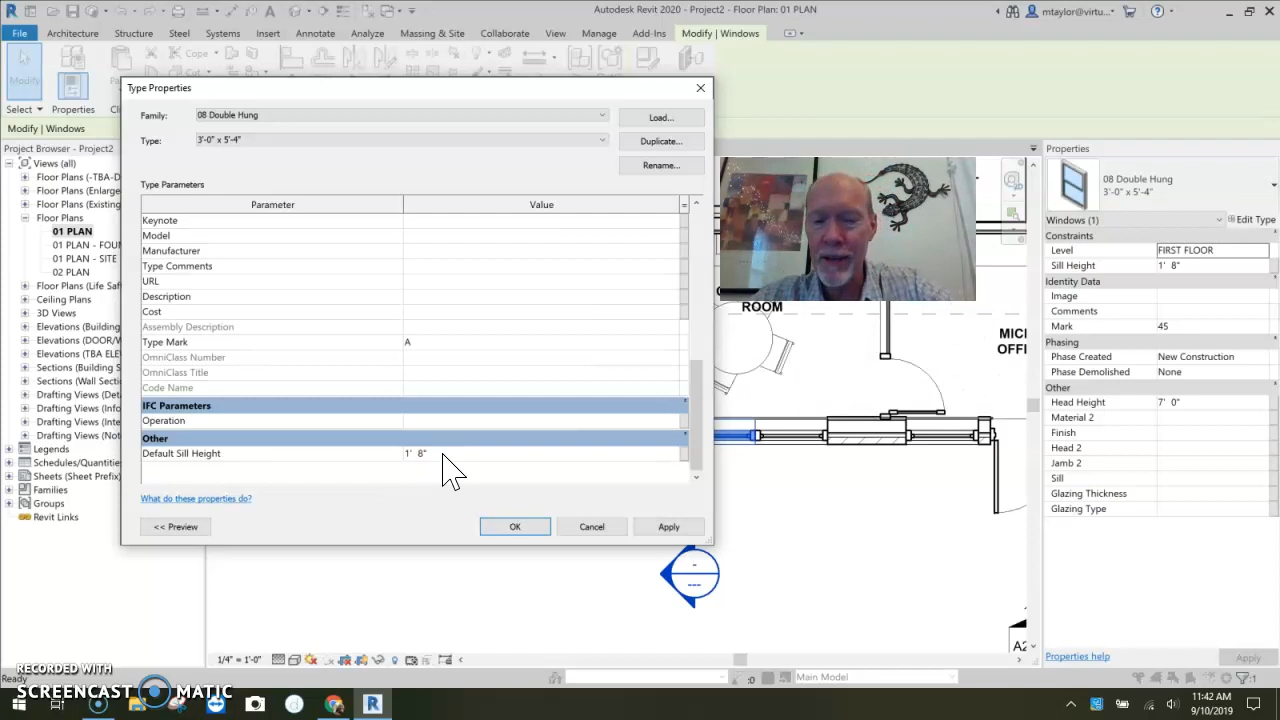 Autodesk Revit 2020 - Project2 - Floor Plan: 01 PLAN
mtaylor@virtu...
File Architecture Structure Steel Systems Insert Annotate Analyze Massing & Site Collaborate View Manage Add-Ins Modify | Windows
Modify
Cope
Cut
Select Properties
Modify | Windows
Project Browser - Project2
Views (all)
Floor Plans (-TBA-D
Floor Plans (Enlarge
Floor Plans (Existing
Floor Plans
01 PLAN
01 PLAN - FOUN
01 PLAN - SITE
02 PLAN
Floor Plans (Life Saf
Ceiling Plans
3D Views
Elevations (Building
Elevations (DOOR/W
Elevations (TBA ELE
Sections (Building S
Sections (Wall Secti
Drafting Views (Det
Drafting Views (Info
Drafting Views (Inte
Drafting Views (Not
Legends
Schedules/Quantitie
Sheets (Sheet Prefix)
Families
Groups
Revit Links
Type Properties
Family: 08 Double Hung Load...
Type: 3'-0" x 5'-4" Duplicate...
Rename...
Type Parameters
Parameter Value =
Keynote
Model
Manufacturer
Type Comments
URL
Description
Cost
Assembly Description
Type Mark A
OmniClass Number
OmniClass Title
Code Name
IFC Parameters
Operation
Other
Default Sill Height 1' 8"
What do these properties do?
<< Preview OK Cancel Apply
ROOM
MIC
OFFI
A2
Properties
08 Double Hung
3'-0" x 5'-4"
Windows (1) Edit Type
Constraints
Level FIRST FLOOR
Sill Height 1' 8"
Identity Data
Image
Comments
Mark 45
Phasing
Phase Created New Construction
Phase Demolished None
Other
Head Height 7' 0"
Material 2
Finish
Head 2
Jamb 2
Sill
Glazing Thickness
Glazing Type
Properties help Apply
1/4" = 1'-0"
Ready :0 Main Model :1
RECORDED WITH
SCREENCAST MATIC
11:42 AM
9/10/2019